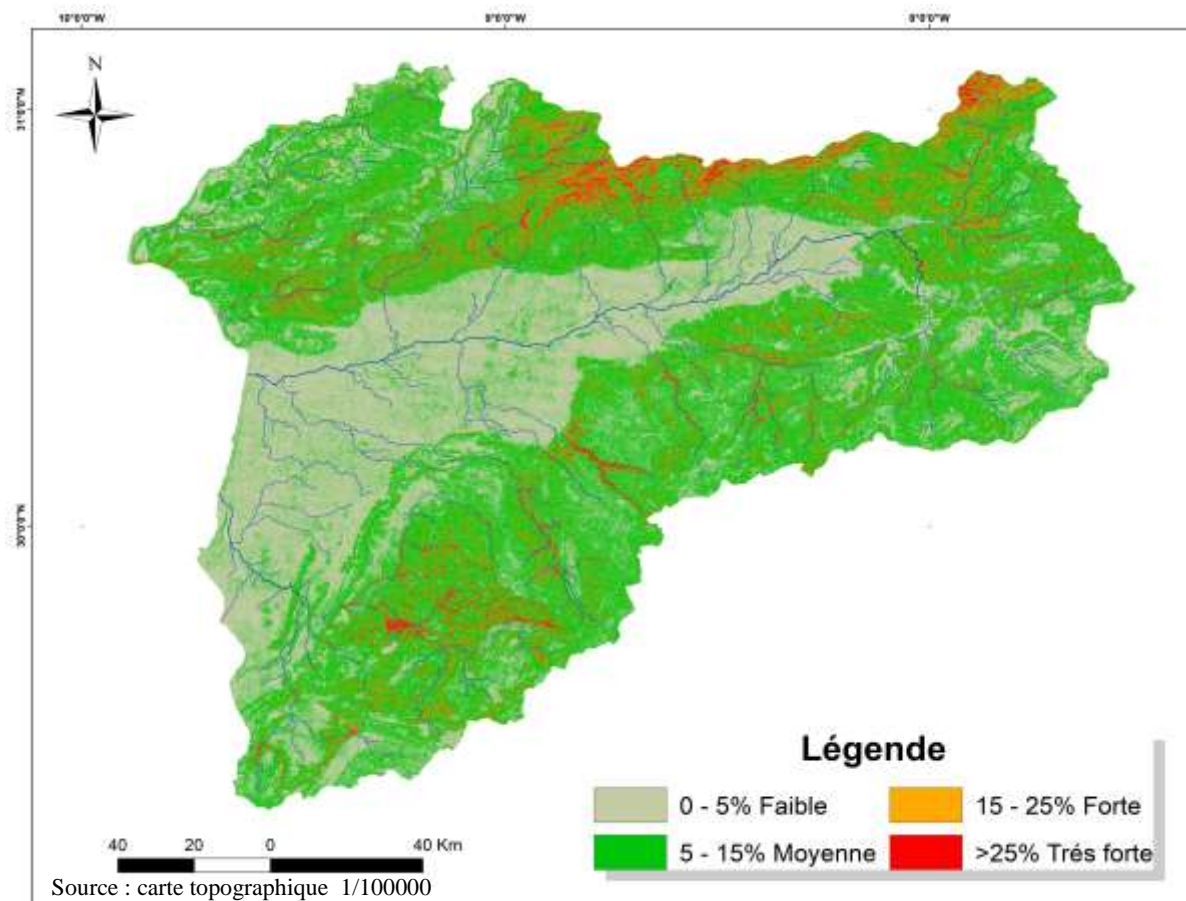 10°0'0"W 9°0'0"W 8°0'0"W
N
31°0'0"N
30°0'0"N
Légende
0 - 5% Faible
15 - 25% Forte
5 - 15% Moyenne
>25% Trés forte
40 20 0 40 Km
Source : carte topographique 1/100000